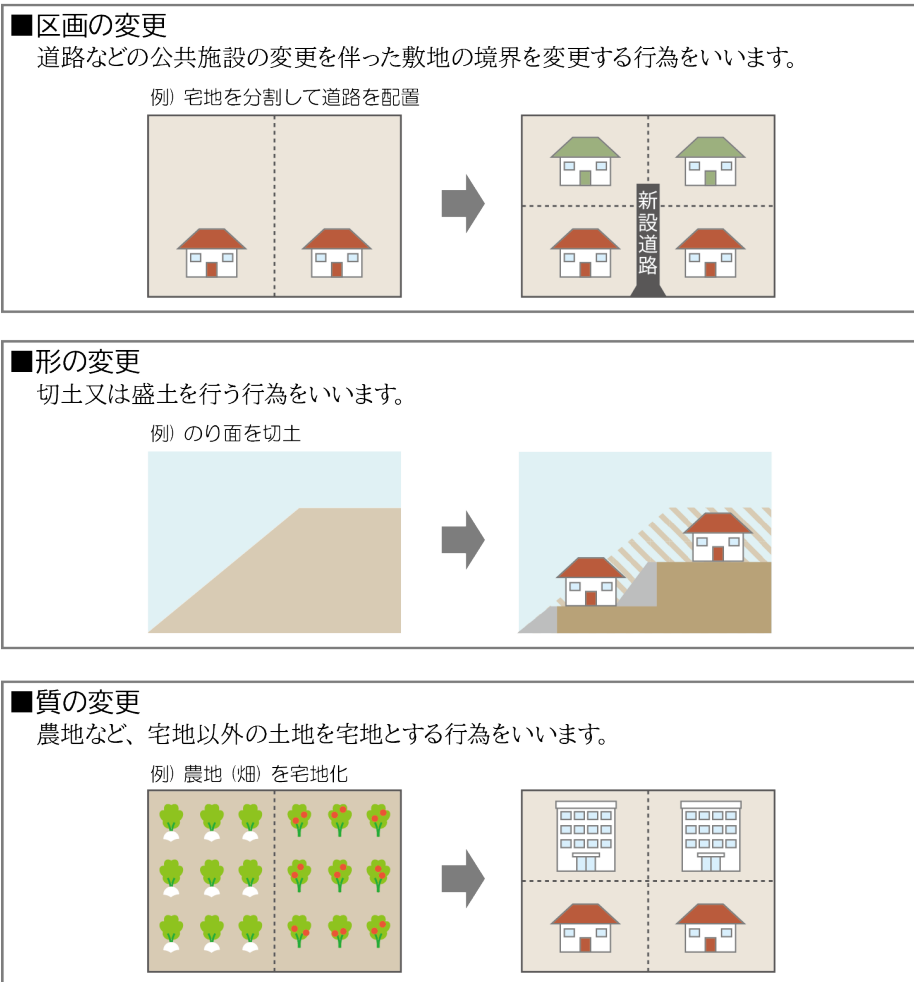 ■区画の変更
道路などの公共施設の変更を伴った敷地の境界を変更する行為をいいます。
例）宅地を分割して道路を配置
新設道路
■形の変更
切土又は盛土を行う行為をいいます。
例）のり面を切土
■質の変更
農地など、宅地以外の土地を宅地とする行為をいいます。
例）農地（畑）を宅地化